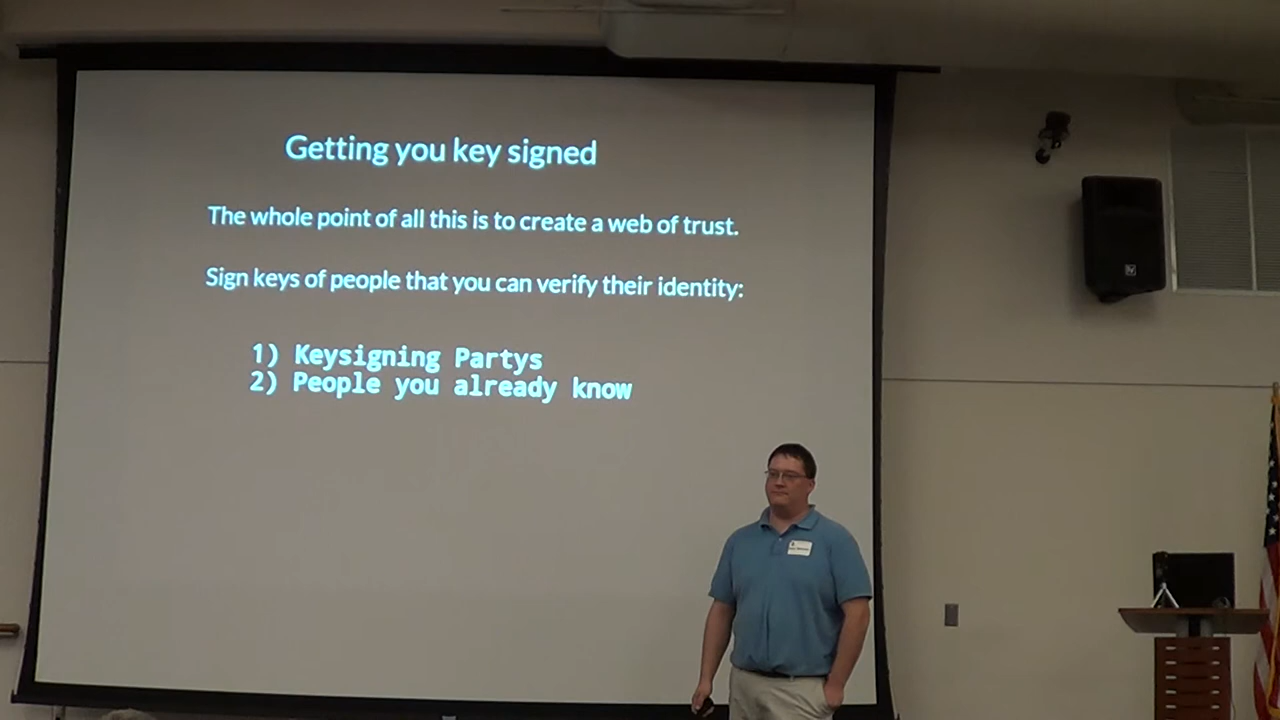 Getting you key signed
The whole point of all this is to create a web of trust.
Sign keys of people that you can verify their identity:
1) Keysigning Partys
2) People you already know